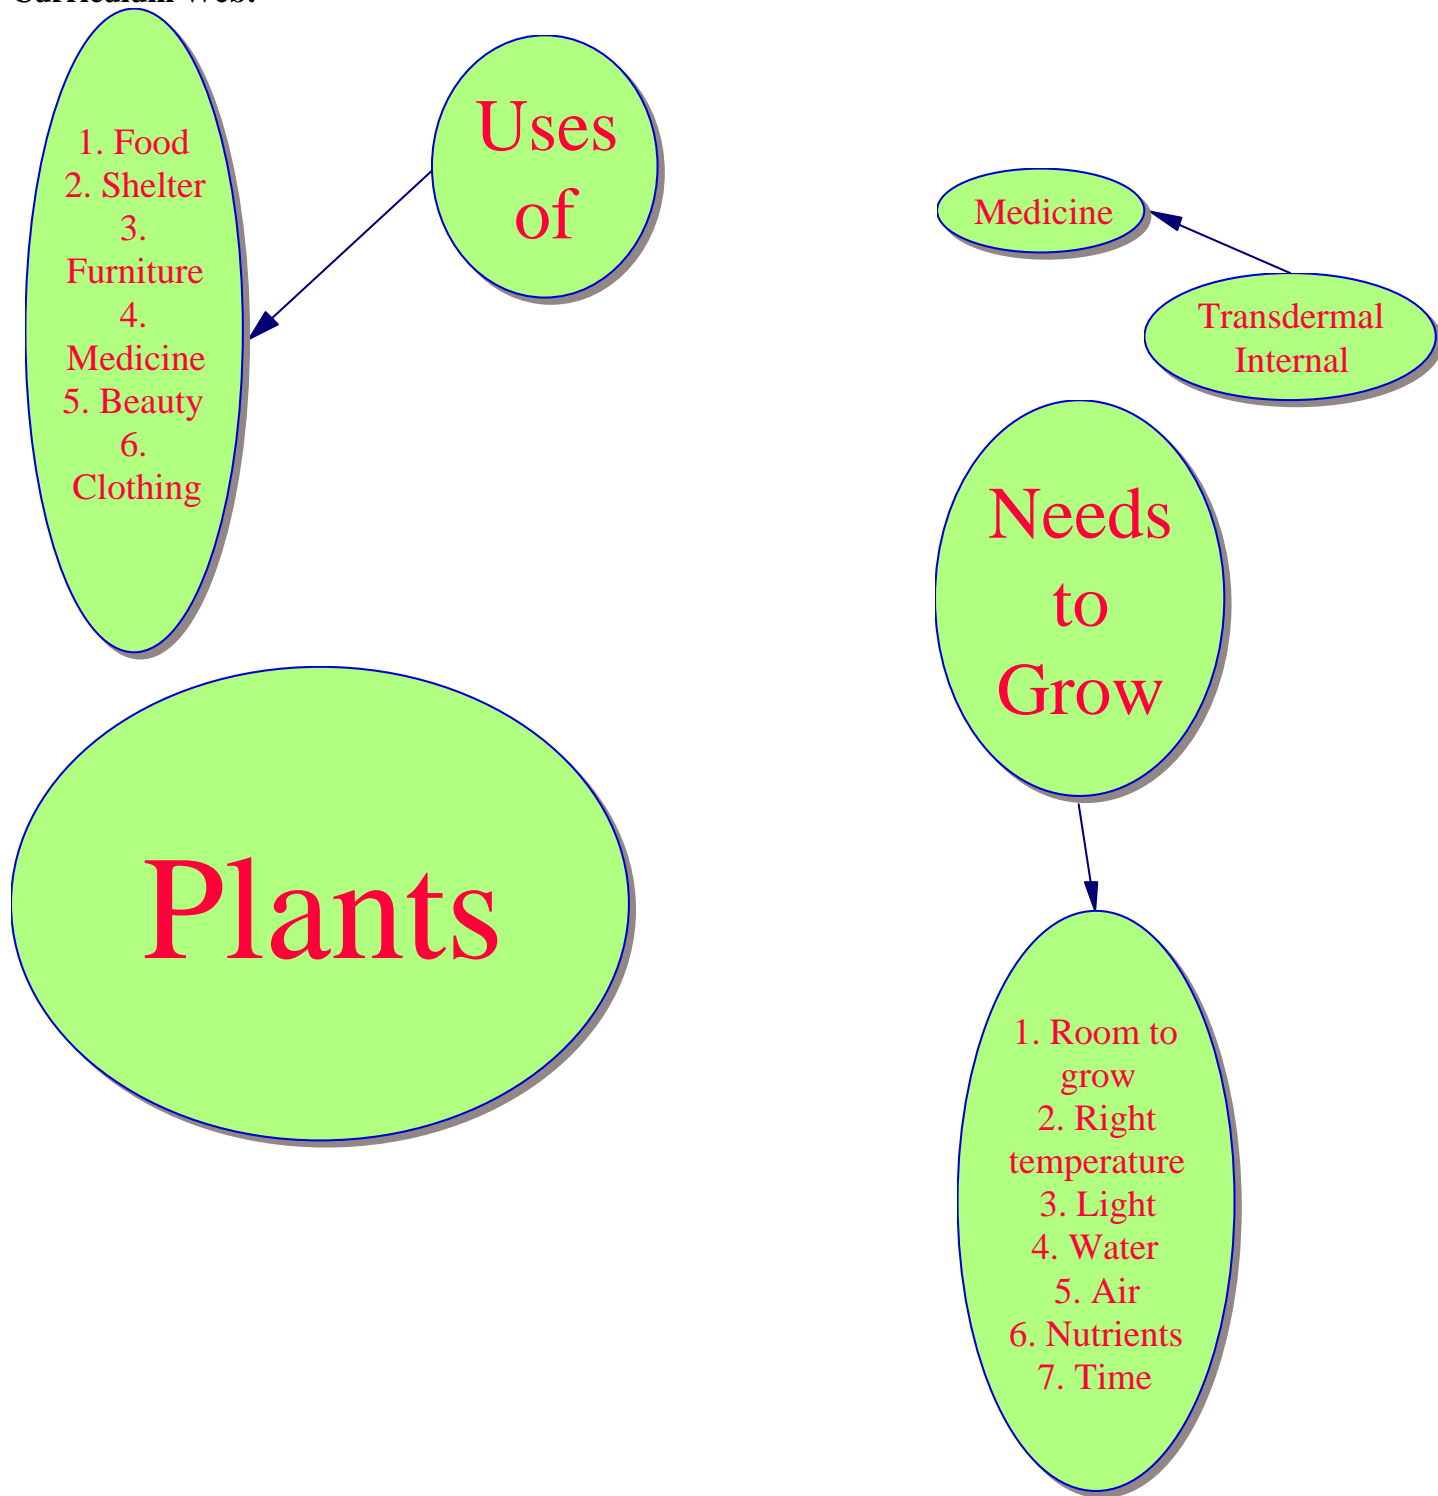 Curriculum Web:
1. Food
2. Shelter
3.
Furniture
4.
Medicine
5. Beauty
6.
Clothing
Uses
of
Medicine
Transdermal
Internal
Needs
to
Grow
Plants
1. Room to
grow
2. Right
temperature
3. Light
4. Water
5. Air
6. Nutrients
7. Time